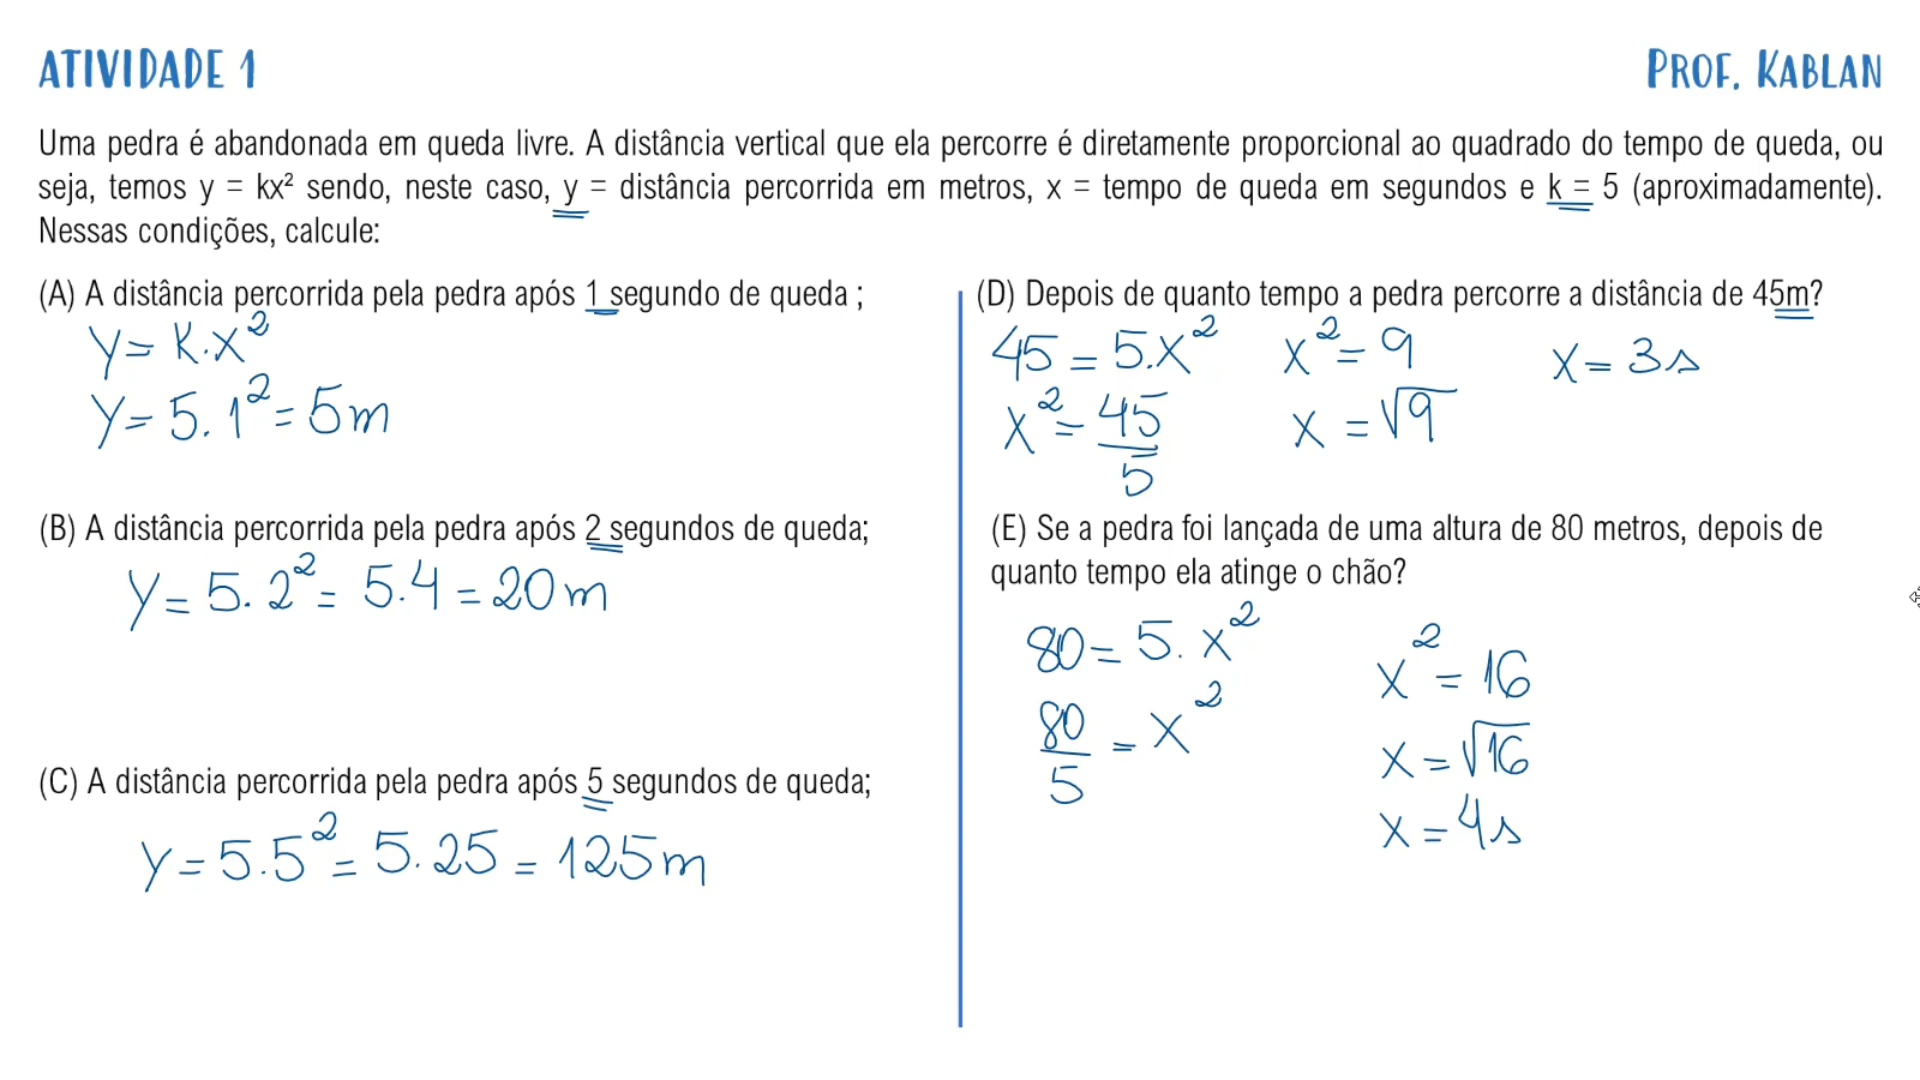 ATIVIDADE 1
PROF. KABLAN
Uma pedra é abandonada em queda livre. A distância vertical que ela percorre é diretamente proporcional ao quadrado do tempo de queda, ou
seja, temos y = kx² sendo, neste caso, y = distância percorrida em metros, x = tempo de queda em segundos e k = 5 (aproximadamente).
Nessas condições, calcule:
(A) A distância percorrida pela pedra após 1 segundo de queda ;
y = K.x²
y = 5. 1² = 5m
(B) A distância percorrida pela pedra após 2 segundos de queda;
y = 5. 2² = 5.4 = 20m
(C) A distância percorrida pela pedra após 5 segundos de queda;
y = 5.5² = 5.25 = 125m
(D) Depois de quanto tempo a pedra percorre a distância de 45m?
45 = 5.x²
x² = 45/5
x² = 9
x = √9
x = 3s
(E) Se a pedra foi lançada de uma altura de 80 metros, depois de
quanto tempo ela atinge o chão?
80 = 5. x²
80/5 = x²
x² = 16
x = √16
x = 4s